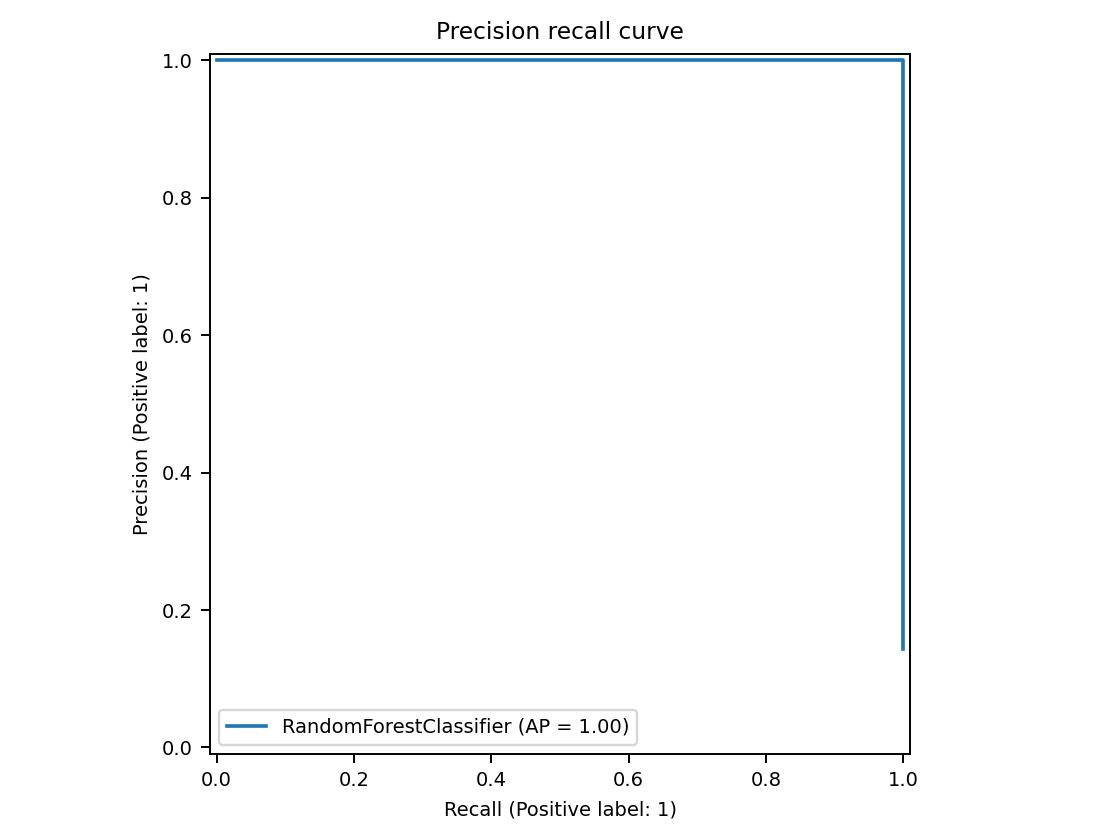 Precision recall curve
1.0
0.8
0.6
0.4
0.2
0.0
Precision (Positive label: 1)
RandomForestClassifier (AP = 1.00)
0.0 0.2 0.4 0.6 0.8 1.0
Recall (Positive label: 1)